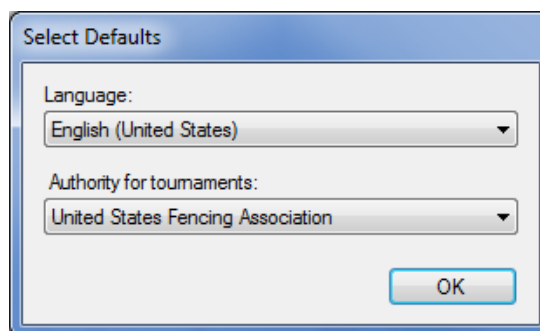 Select Defaults
Language:
English (United States)
Authority for tournaments:
United States Fencing Association
OK